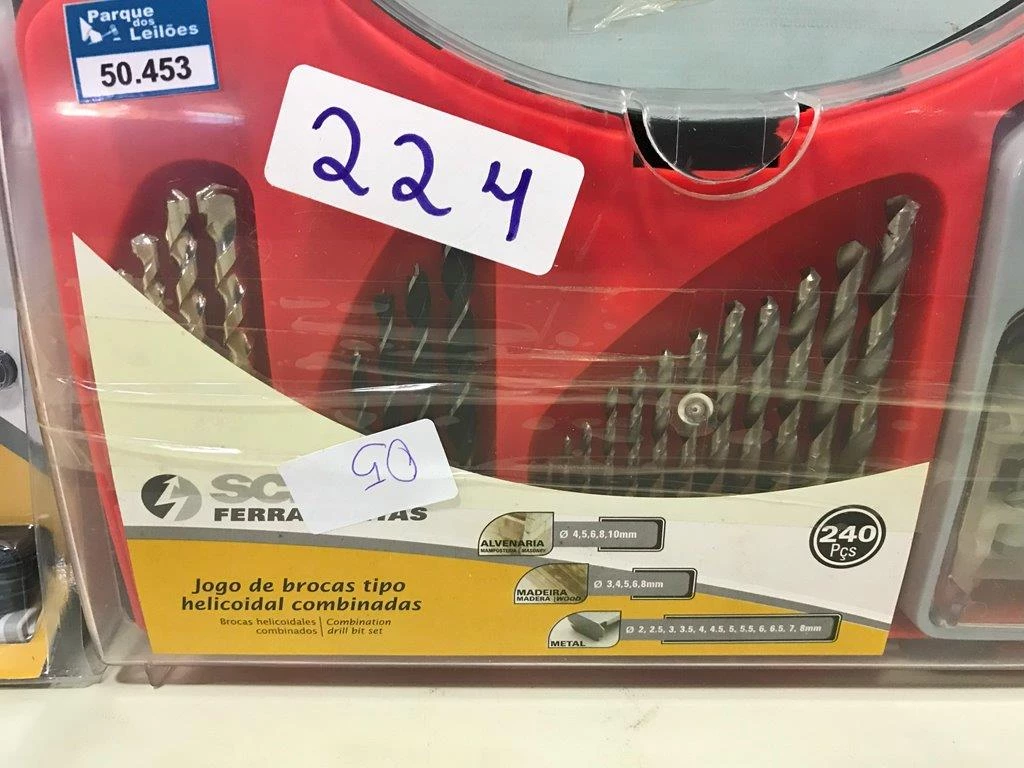 Parque
dos
Leilões
50.453
224
50
FERRA
AS
ALVENARIA
MAMPOSTERIA | MASONRY
Ø 4,5,6,8,10mm
240
Pçs
MADEIRA
MADERA | WOOD
Ø 3,4,5,6,8mm
METAL
Ø 2, 2.5, 3, 3.5, 4, 4.5, 5, 5.5, 6, 6.5, 7, 8mm
Jogo de brocas tipo
helicoidal combinadas
Brocas helicoidales
combinados
Combination
drill bit set